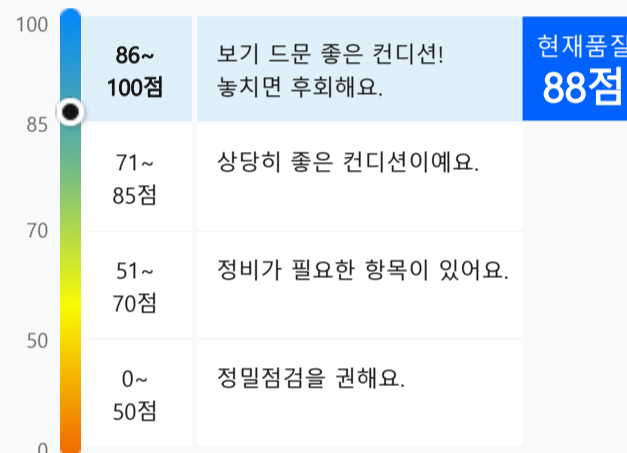 100
86~
100점
보기 드문 좋은 컨디션!
놓치면 후회해요.
현재품질
88점
85
71~
85점
상당히 좋은 컨디션이예요.
70
51~
70점
정비가 필요한 항목이 있어요.
50
0~
50점
정밀점검을 권해요.
0